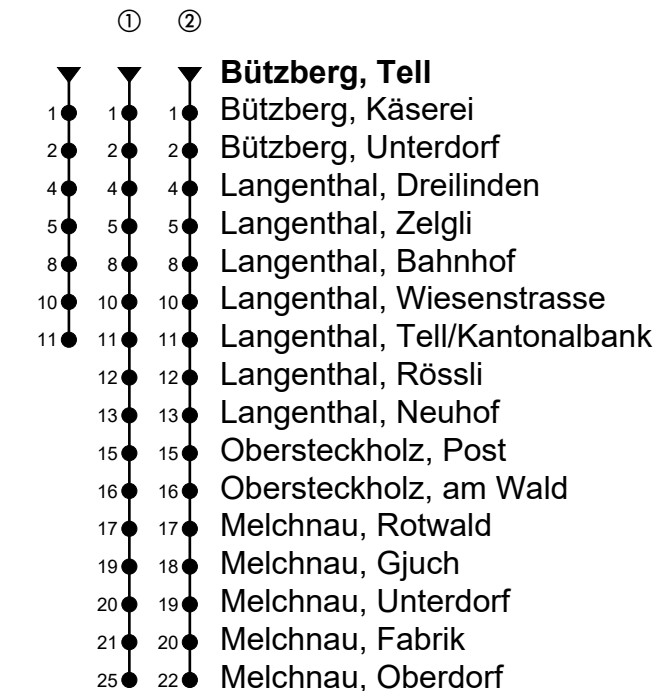 ① ②
Bützberg, Tell
1 1 1 Bützberg, Käserei
2 2 2 Bützberg, Unterdorf
4 4 4 Langenthal, Dreilinden
5 5 5 Langenthal, Zelgli
8 8 8 Langenthal, Bahnhof
10 10 10 Langenthal, Wiesenstrasse
11 11 11 Langenthal, Tell/Kantonalbank
12 12 Langenthal, Rössli
13 13 Langenthal, Neuhof
15 15 Obersteckholz, Post
16 16 Obersteckholz, am Wald
17 17 Melchnau, Rotwald
19 18 Melchnau, Gjuch
20 19 Melchnau, Unterdorf
21 20 Melchnau, Fabrik
25 22 Melchnau, Oberdorf